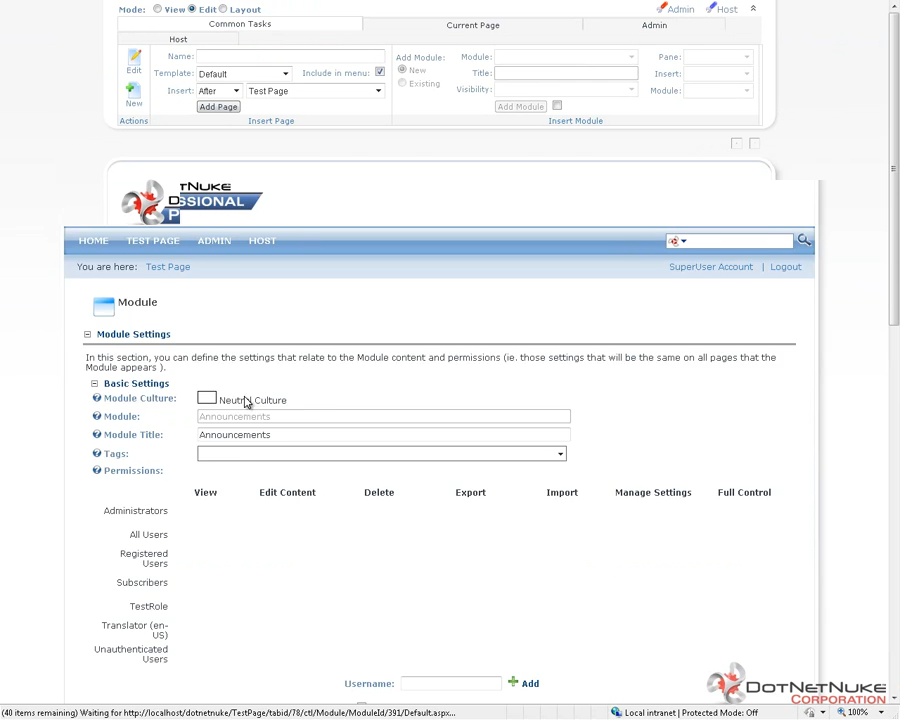 Mode: View Edit Layout
Admin Host
Common Tasks Current Page Admin
Host
Edit
New
Actions
Name:
Template: Default Include in menu:
Insert: After Test Page
Add Page
Insert Page
Add Module: Module: Pane:
New Title: Insert:
Existing Visibility: Module:
Add Module
Insert Module
HOME TEST PAGE ADMIN HOST
You are here: Test Page SuperUser Account | Logout
Module
Module Settings
In this section, you can define the settings that relate to the Module content and permissions (ie. those settings that will be the same on all pages that the
Module appears ).
Basic Settings
Module Culture: Neutral Culture
Module: Announcements
Module Title: Announcements
Tags:
Permissions:
View Edit Content Delete Export Import Manage Settings Full Control
Administrators
All Users
Registered
Users
Subscribers
TestRole
Translator (en-
US)
Unauthenticated
Users
Username: Add
DOTNETNUKE
CORPORATION
(40 items remaining) Waiting for http://localhost/dotnetnuke/TestPage/tabid/78/ctl/Module/ModuleId/391/Default.aspx... Local intranet | Protected Mode: Off 100%